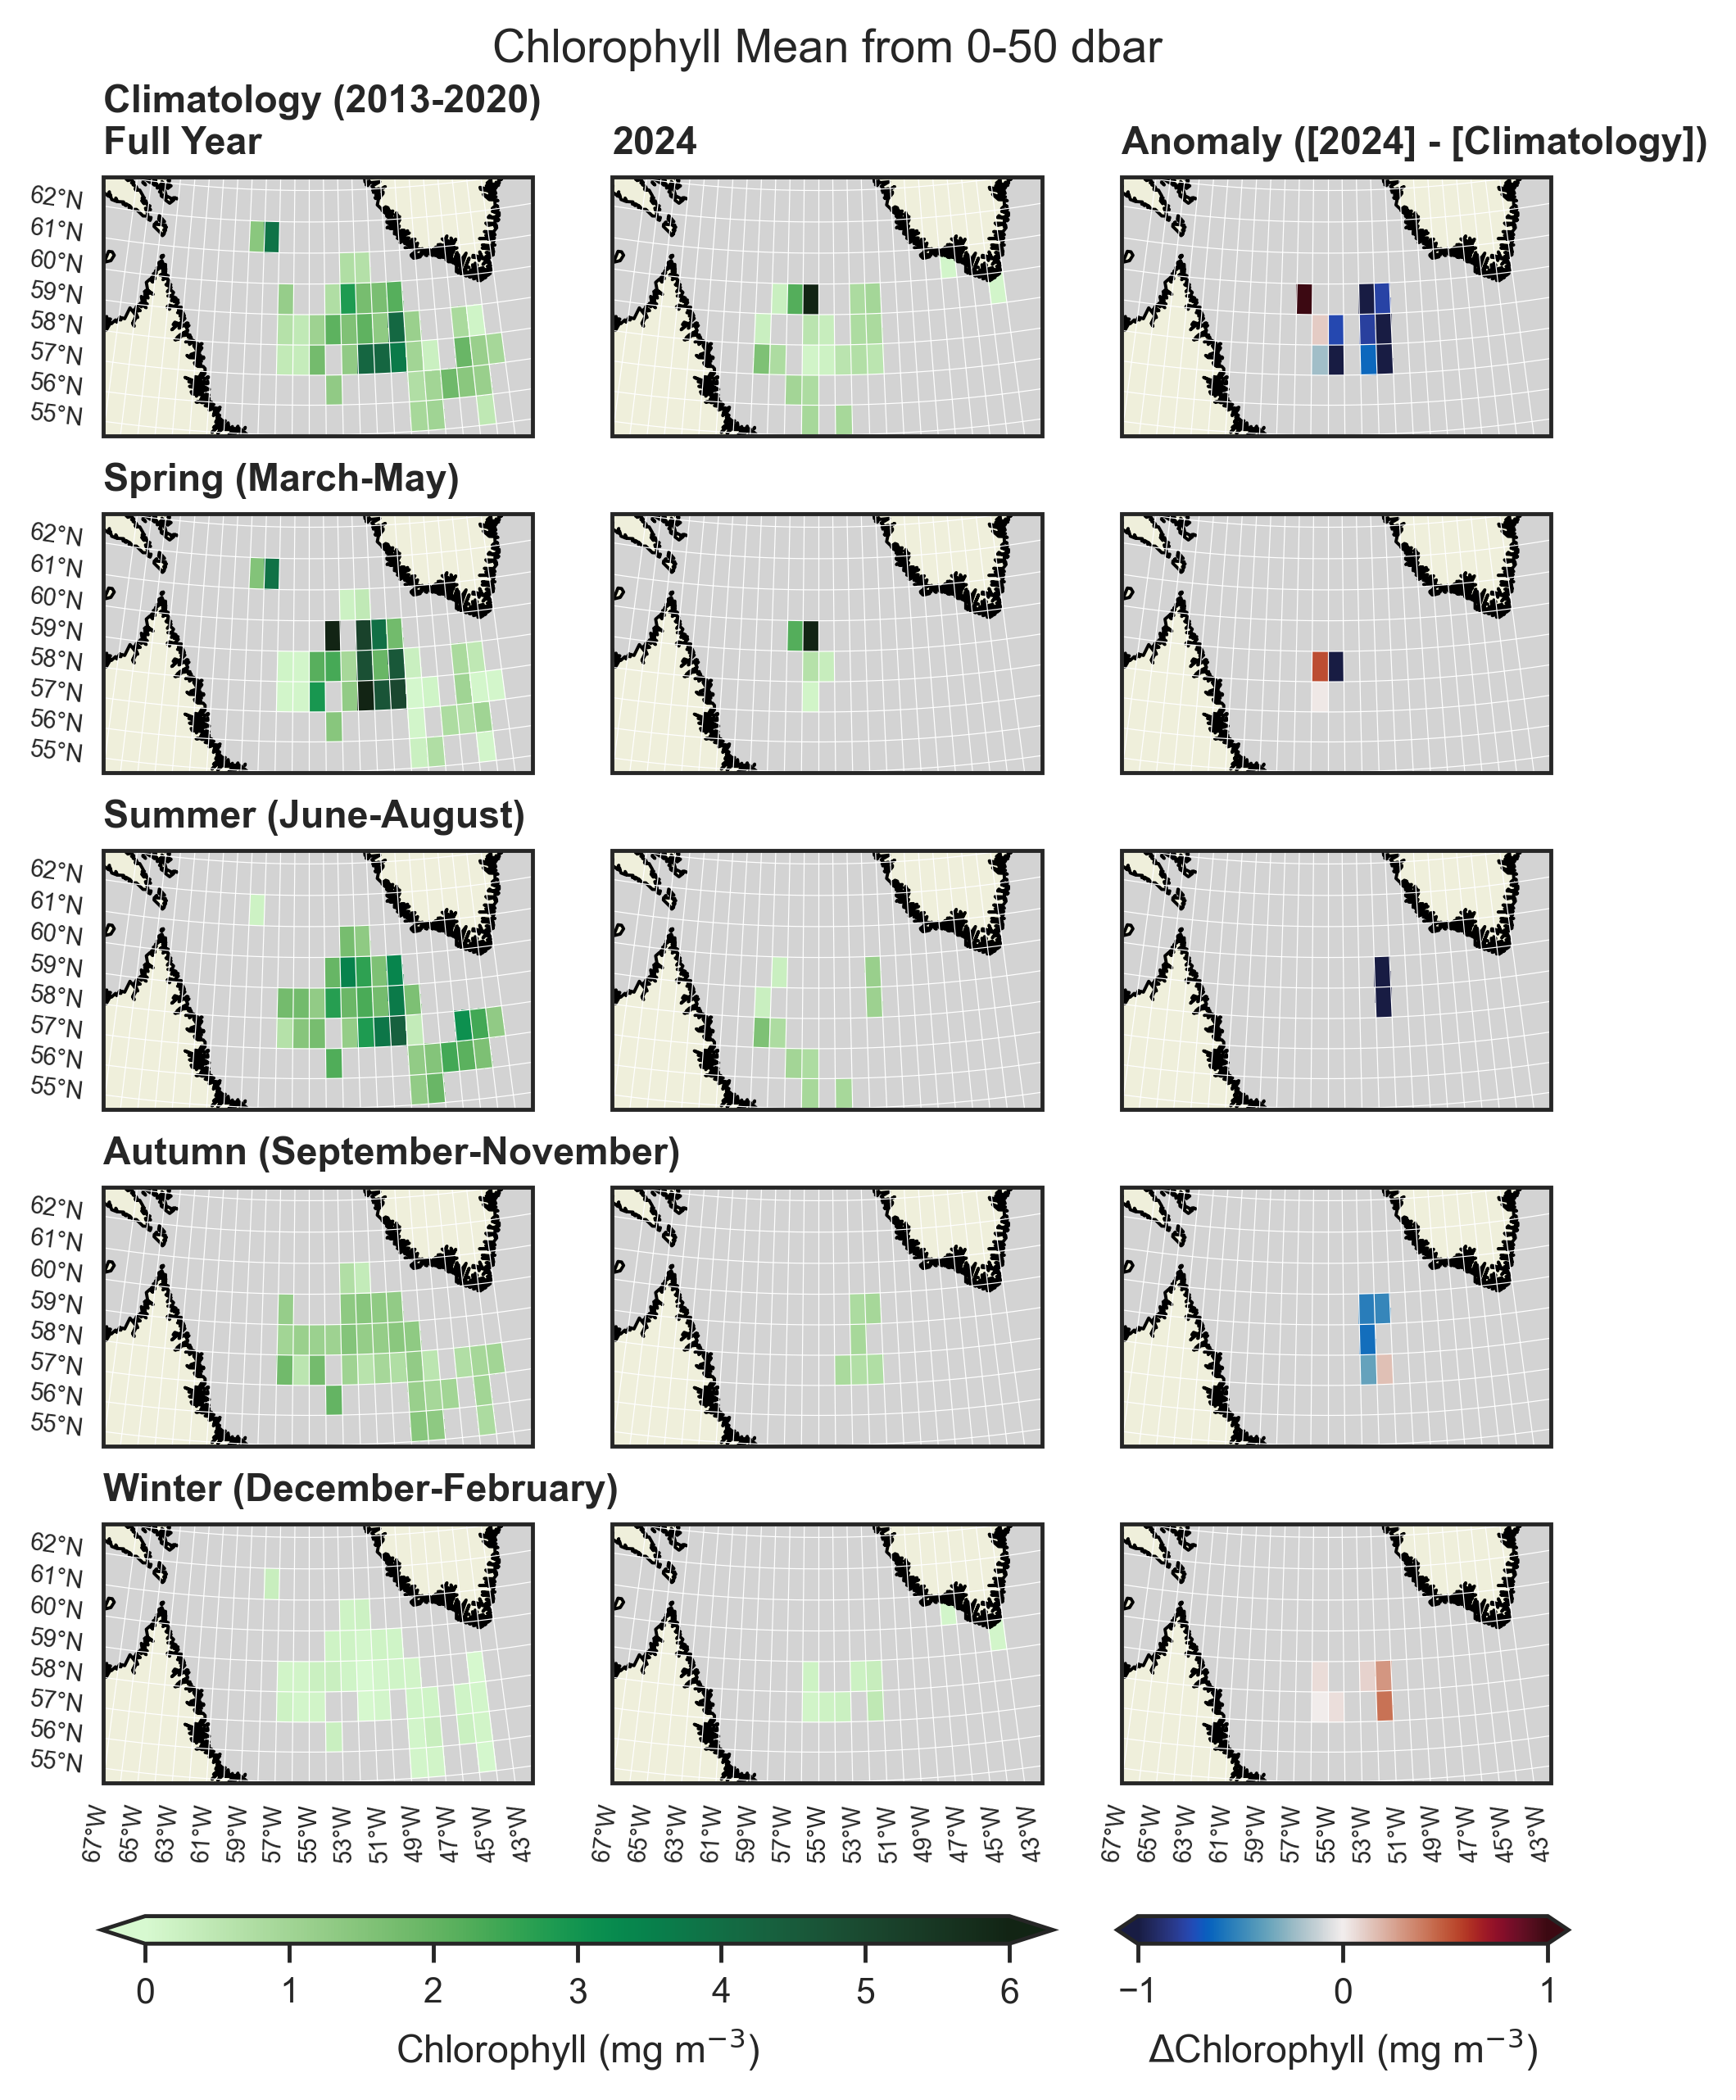 Chlorophyll Mean from 0-50 dbar
Climatology (2013-2020)
Full Year
2024
Anomaly ([2024] - [Climatology])
62°N
61°N
60°N
59°N
58°N
57°N
56°N
55°N
Spring (March-May)
62°N
61°N
60°N
59°N
58°N
57°N
56°N
55°N
Summer (June-August)
62°N
61°N
60°N
59°N
58°N
57°N
56°N
55°N
Autumn (September-November)
62°N
61°N
60°N
59°N
58°N
57°N
56°N
55°N
Winter (December-February)
62°N
61°N
60°N
59°N
58°N
57°N
56°N
55°N
67°W 65°W 63°W 61°W 59°W 57°W 55°W 53°W 51°W 49°W 47°W 45°W 43°W
67°W 65°W 63°W 61°W 59°W 57°W 55°W 53°W 51°W 49°W 47°W 45°W 43°W
67°W 65°W 63°W 61°W 59°W 57°W 55°W 53°W 51°W 49°W 47°W 45°W 43°W
0 1 2 3 4 5 6
Chlorophyll (mg m⁻³)
−1 0 1
ΔChlorophyll (mg m⁻³)